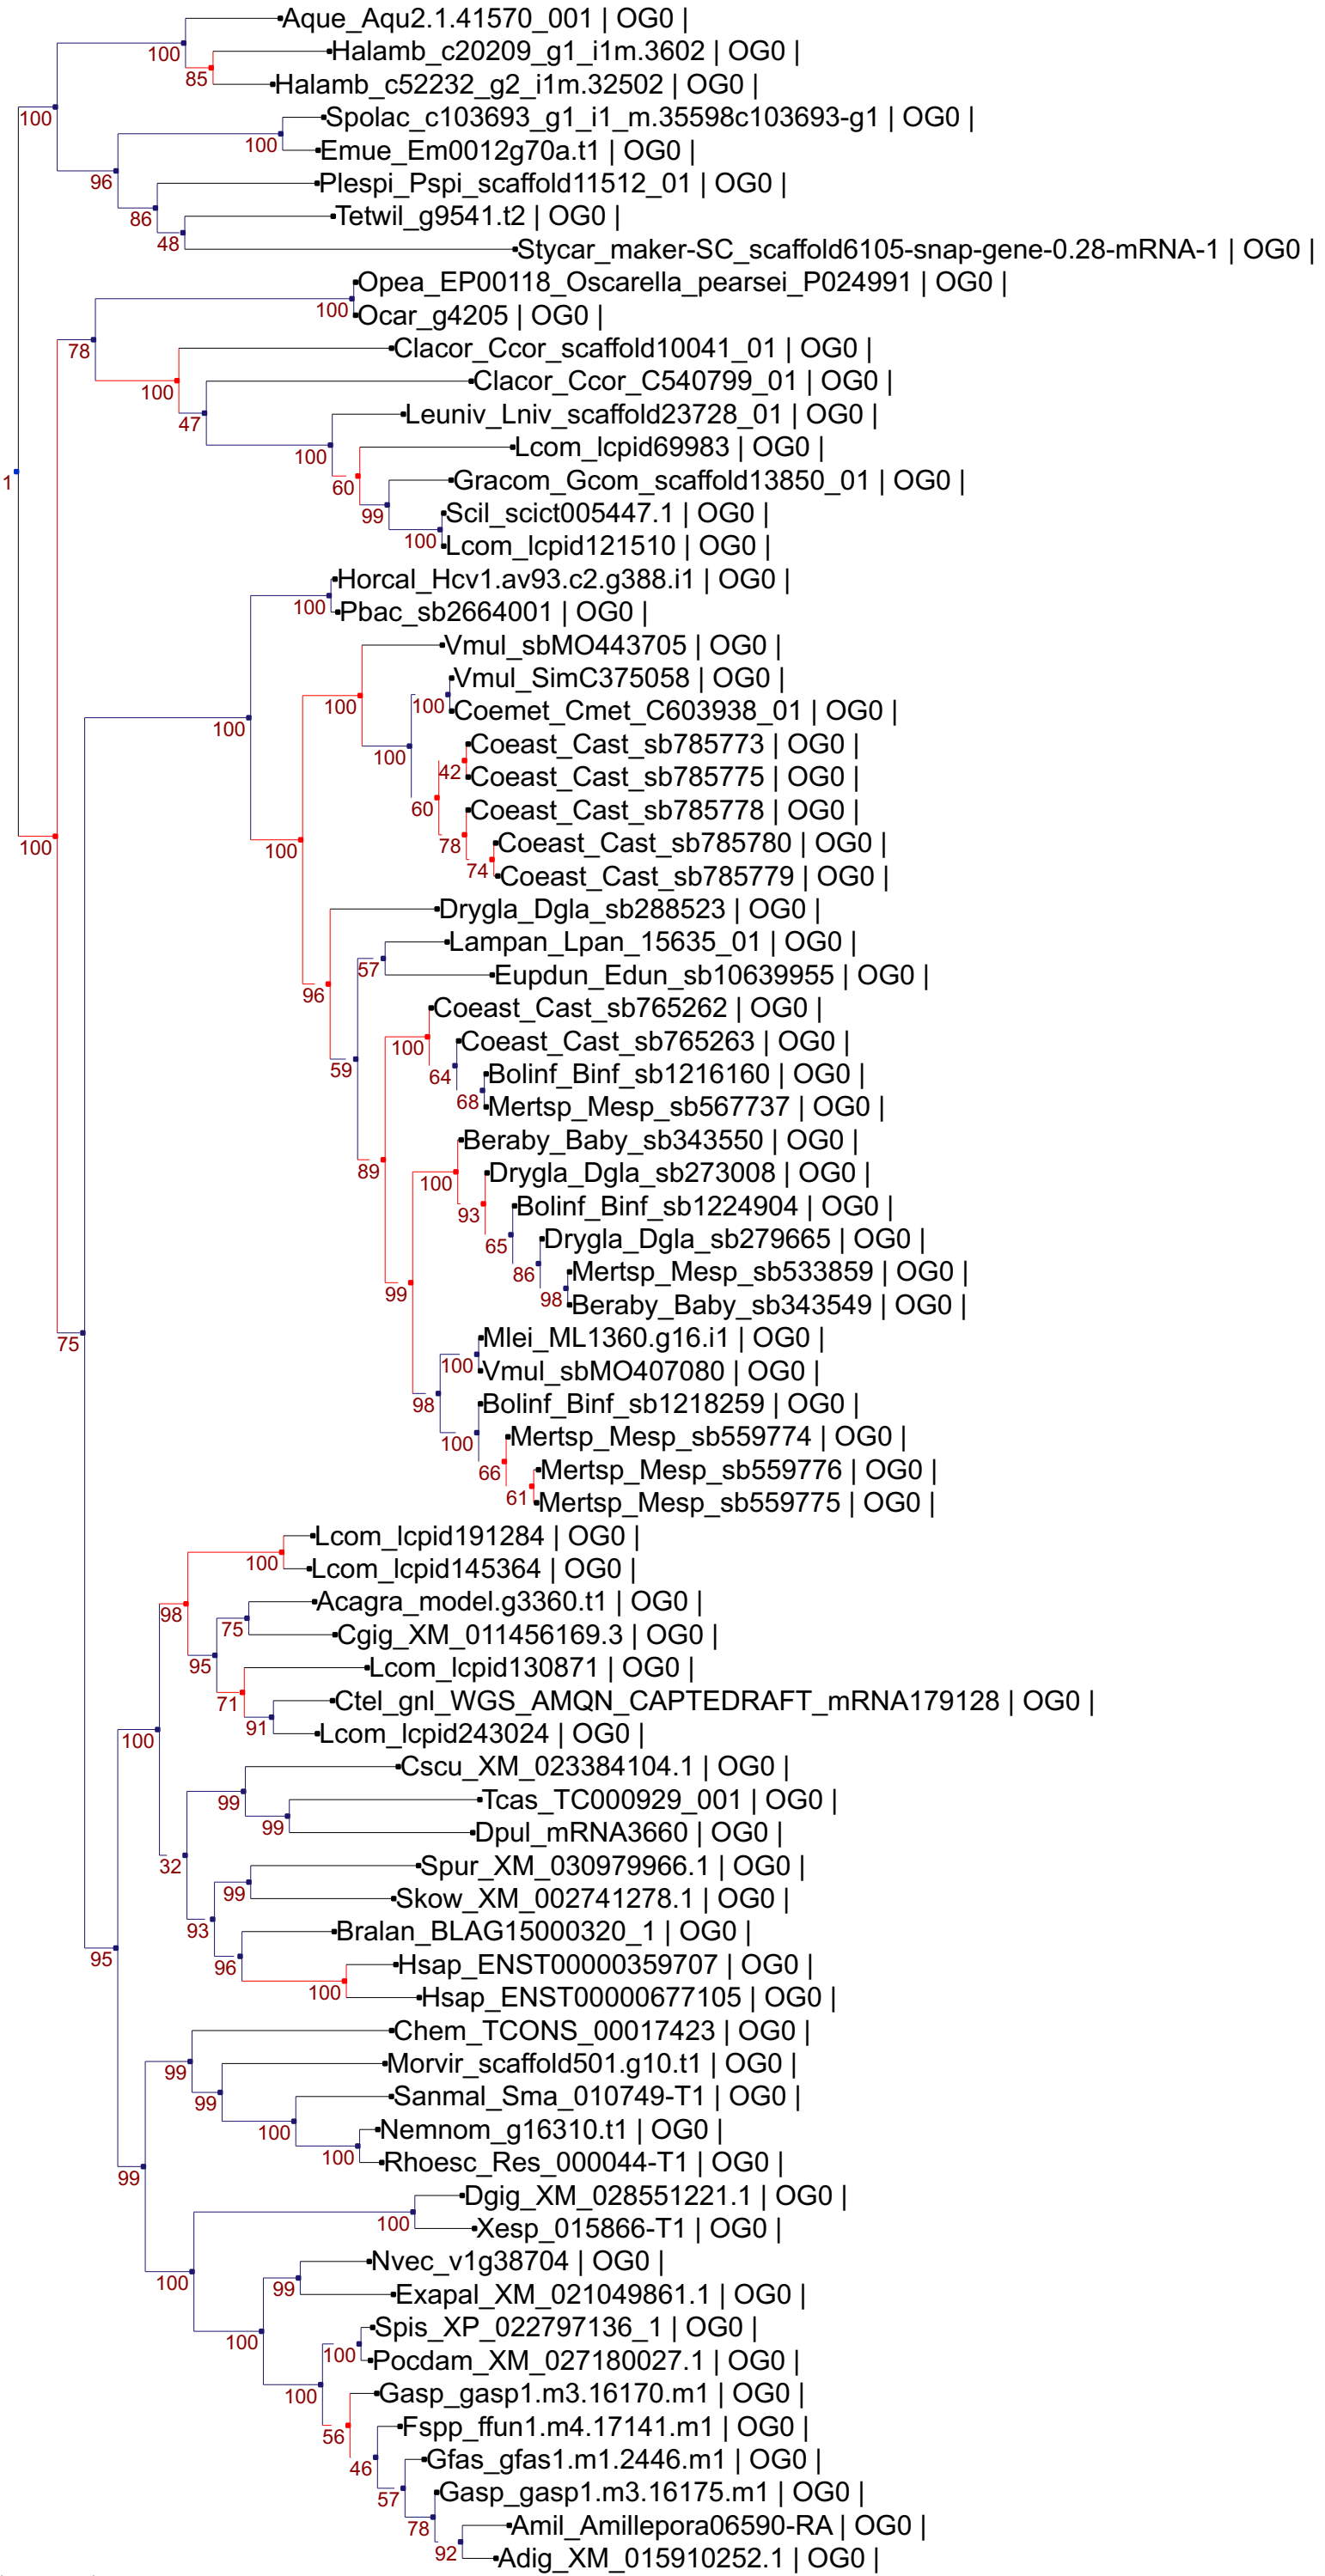 Aque_Aqu2.1.41570_001 | OG0 |
100
Halamb_c20209_g1_i1m.3602 | OG0 |
85
Halamb_c52232_g2_i1m.32502 | OG0 |
100
Spolac_c103693_g1_i1_m.35598c103693-g1 | OG0 |
100
Emue_Em0012g70a.t1 | OG0 |
96
Plespi_Pspi_scaffold11512_01 | OG0 |
86
Tetwil_g9541.t2 | OG0 |
48
Stycar_maker-SC_scaffold6105-snap-gene-0.28-mRNA-1 | OG0 |
Opea_EP00118_Oscarella_pearsei_P024991 | OG0 |
100
Ocar_g4205 | OG0 |
78
Clacor_Ccor_scaffold10041_01 | OG0 |
100
Clacor_Ccor_C540799_01 | OG0 |
47
Leuniv_Lniv_scaffold23728_01 | OG0 |
100
Lcom_lcpid69983 | OG0 |
1
60
Gracom_Gcom_scaffold13850_01 | OG0 |
99
Scil_scict005447.1 | OG0 |
100
Lcom_lcpid121510 | OG0 |
Horcal_Hcv1.av93.c2.g388.i1 | OG0 |
100
Pbac_sb2664001 | OG0 |
Vmul_sbMO443705 | OG0 |
Vmul_SimC375058 | OG0 |
100
100
Coemet_Cmet_C603938_01 | OG0 |
100
Coeast_Cast_sb785773 | OG0 |
100
42
Coeast_Cast_sb785775 | OG0 |
60
Coeast_Cast_sb785778 | OG0 |
100
100
78
Coeast_Cast_sb785780 | OG0 |
74
Coeast_Cast_sb785779 | OG0 |
Drygla_Dgla_sb288523 | OG0 |
Lampan_Lpan_15635_01 | OG0 |
57
Eupdun_Edun_sb10639955 | OG0 |
96
Coeast_Cast_sb765262 | OG0 |
100
Coeast_Cast_sb765263 | OG0 |
59
64
Bolinf_Binf_sb1216160 | OG0 |
68
Mertsp_Mesp_sb567737 | OG0 |
Beraby_Baby_sb343550 | OG0 |
89
Drygla_Dgla_sb273008 | OG0 |
100
Bolinf_Binf_sb1224904 | OG0 |
93
Drygla_Dgla_sb279665 | OG0 |
65
Mertsp_Mesp_sb533859 | OG0 |
86
99
98
Beraby_Baby_sb343549 | OG0 |
75
Mlei_ML1360.g16.i1 | OG0 |
100
Vmul_sbMO407080 | OG0 |
98
Bolinf_Binf_sb1218259 | OG0 |
100
Mertsp_Mesp_sb559774 | OG0 |
66
Mertsp_Mesp_sb559776 | OG0 |
61
Mertsp_Mesp_sb559775 | OG0 |
Lcom_lcpid191284 | OG0 |
100
Lcom_lcpid145364 | OG0 |
Acagra_model.g3360.t1 | OG0 |
98
75
Cgig_XM_011456169.3 | OG0 |
95
Lcom_lcpid130871 | OG0 |
71
Ctel_gnl_WGS_AMQN_CAPTEDRAFT_mRNA179128 | OG0 |
91
Lcom_lcpid243024 | OG0 |
100
Cscu_XM_023384104.1 | OG0 |
99
Tcas_TC000929_001 | OG0 |
99
Dpul_mRNA3660 | OG0 |
32
Spur_XM_030979966.1 | OG0 |
99
Skow_XM_002741278.1 | OG0 |
93
Bralan_BLAG15000320_1 | OG0 |
95
96
Hsap_ENST00000359707 | OG0 |
100
Hsap_ENST00000677105 | OG0 |
Chem_TCONS_00017423 | OG0 |
99
Morvir_scaffold501.g10.t1 | OG0 |
99
Sanmal_Sma_010749-T1 | OG0 |
100
Nemnom_g16310.t1 | OG0 |
100
Rhoesc_Res_000044-T1 | OG0 |
99
Dgig_XM_028551221.1 | OG0 |
100
Xesp_015866-T1 | OG0 |
Nvec_v1g38704 | OG0 |
100
99
Exapal_XM_021049861.1 | OG0 |
Spis_XP_022797136_1 | OG0 |
100
100
Pocdam_XM_027180027.1 | OG0 |
100
Gasp_gasp1.m3.16170.m1 | OG0 |
Fspp_ffun1.m4.17141.m1 | OG0 |
56
Gfas_gfas1.m1.2446.m1 | OG0 |
46
Gasp_gasp1.m3.16175.m1 | OG0 |
57
Amil_Amillepora06590-RA | OG0 |
78
92
Adig_XM_015910252.1 | OG0 |